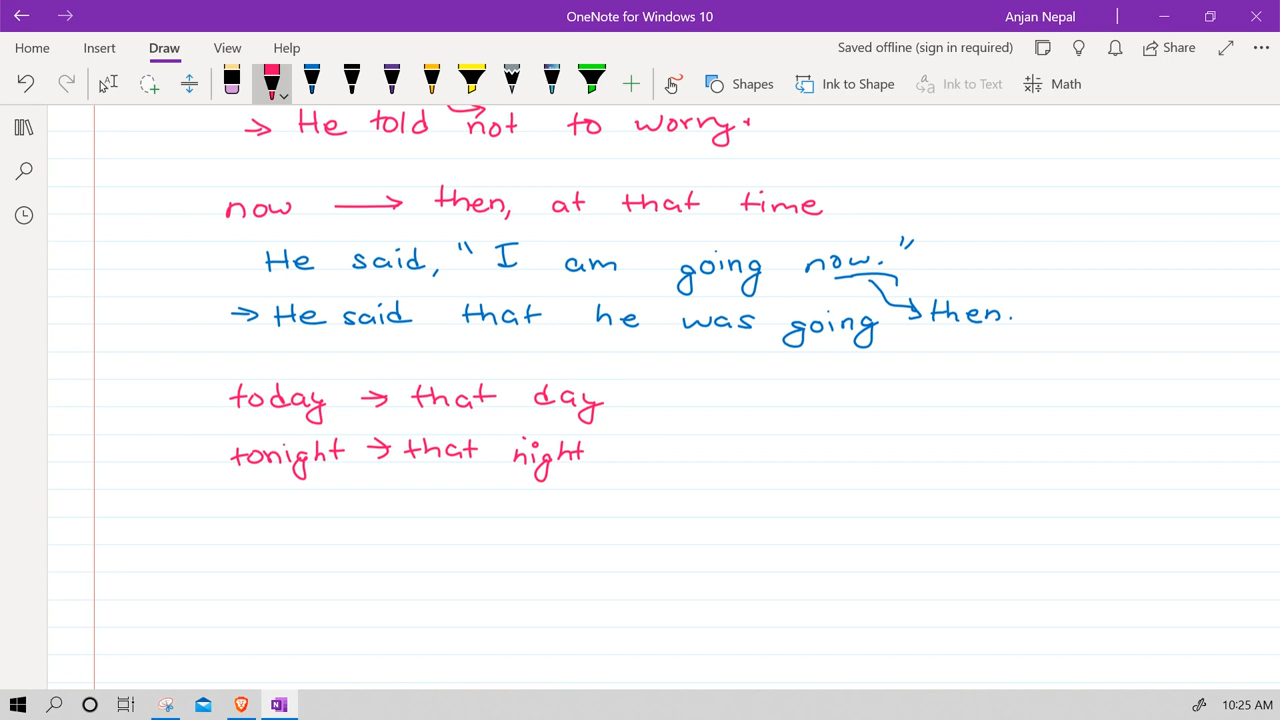 OneNote for Windows 10
Anjan Nepal
Home Insert Draw View Help
Saved offline (sign in required)
Share
Shapes
Ink to Shape
Ink to Text
Math
⇒ He told not to worry.
now → then, at that time
He said, "I am going now."
⇒ He said that he was going then.
today → that day
tonight → that night
10:25 AM